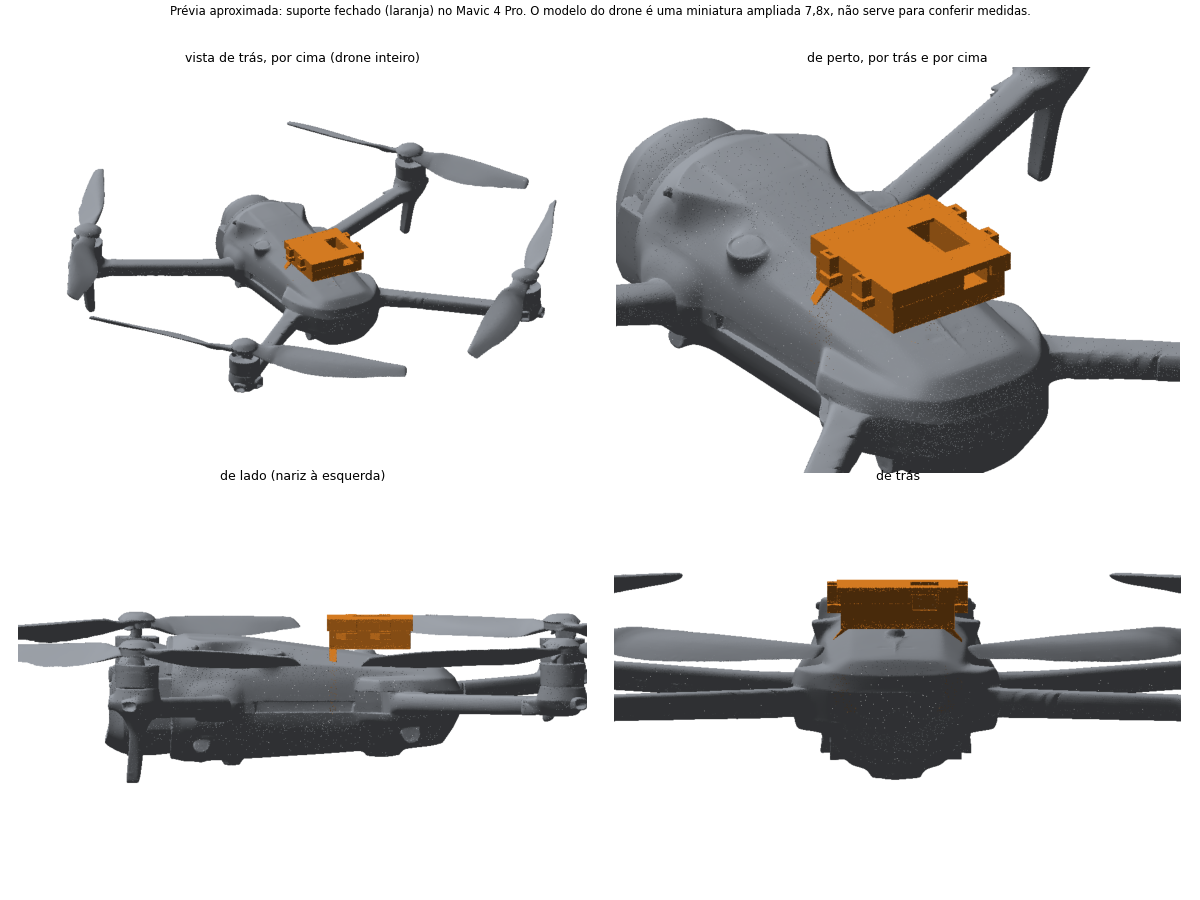 Prévia aproximada: suporte fechado (laranja) no Mavic 4 Pro. O modelo do drone é uma miniatura ampliada 7,8x, não serve para conferir medidas.
vista de trás, por cima (drone inteiro)
de perto, por trás e por cima
de lado (nariz à esquerda)
de trás